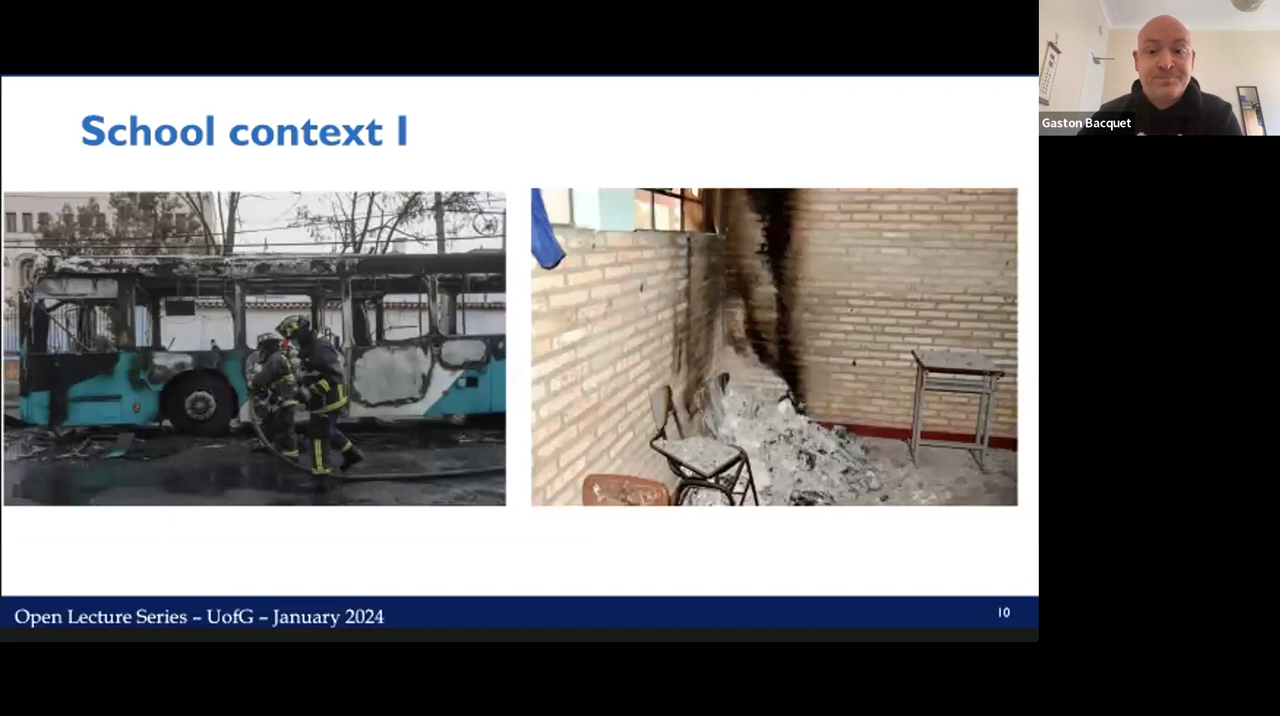 School context I
Gaston Bacquet
Open Lecture Series – UofG – January 2024
10